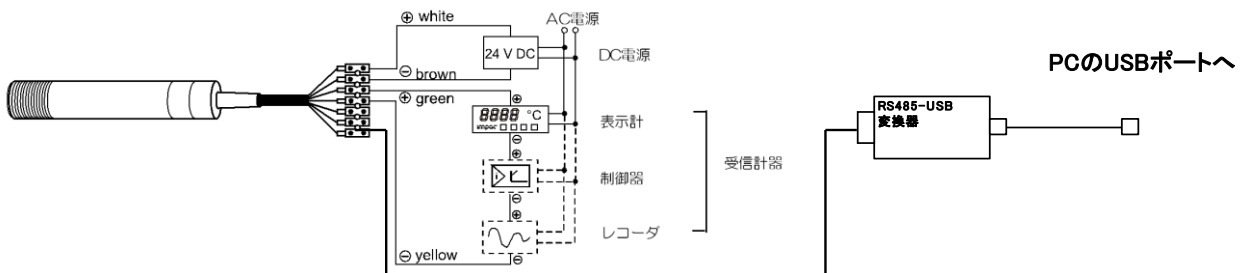 ⊕ white
AC電源
24 V DC
DC電源
⊖ brown
⊕ green
⊕
8888 °C
impac
表示計
⊖
⊕
制御器
受信計器
⊖
⊕
レコーダ
⊖ yellow
⊖
PCのUSBポートへ
RS485-USB
変換器